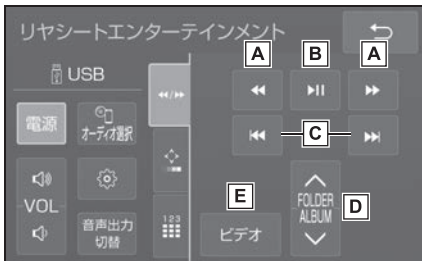 リヤシートエンターテインメント
A
B
A
USB
電源
オーディオ選択
C
VOL
音声出力
切替
123
E
ビデオ
FOLDER
ALBUM
D